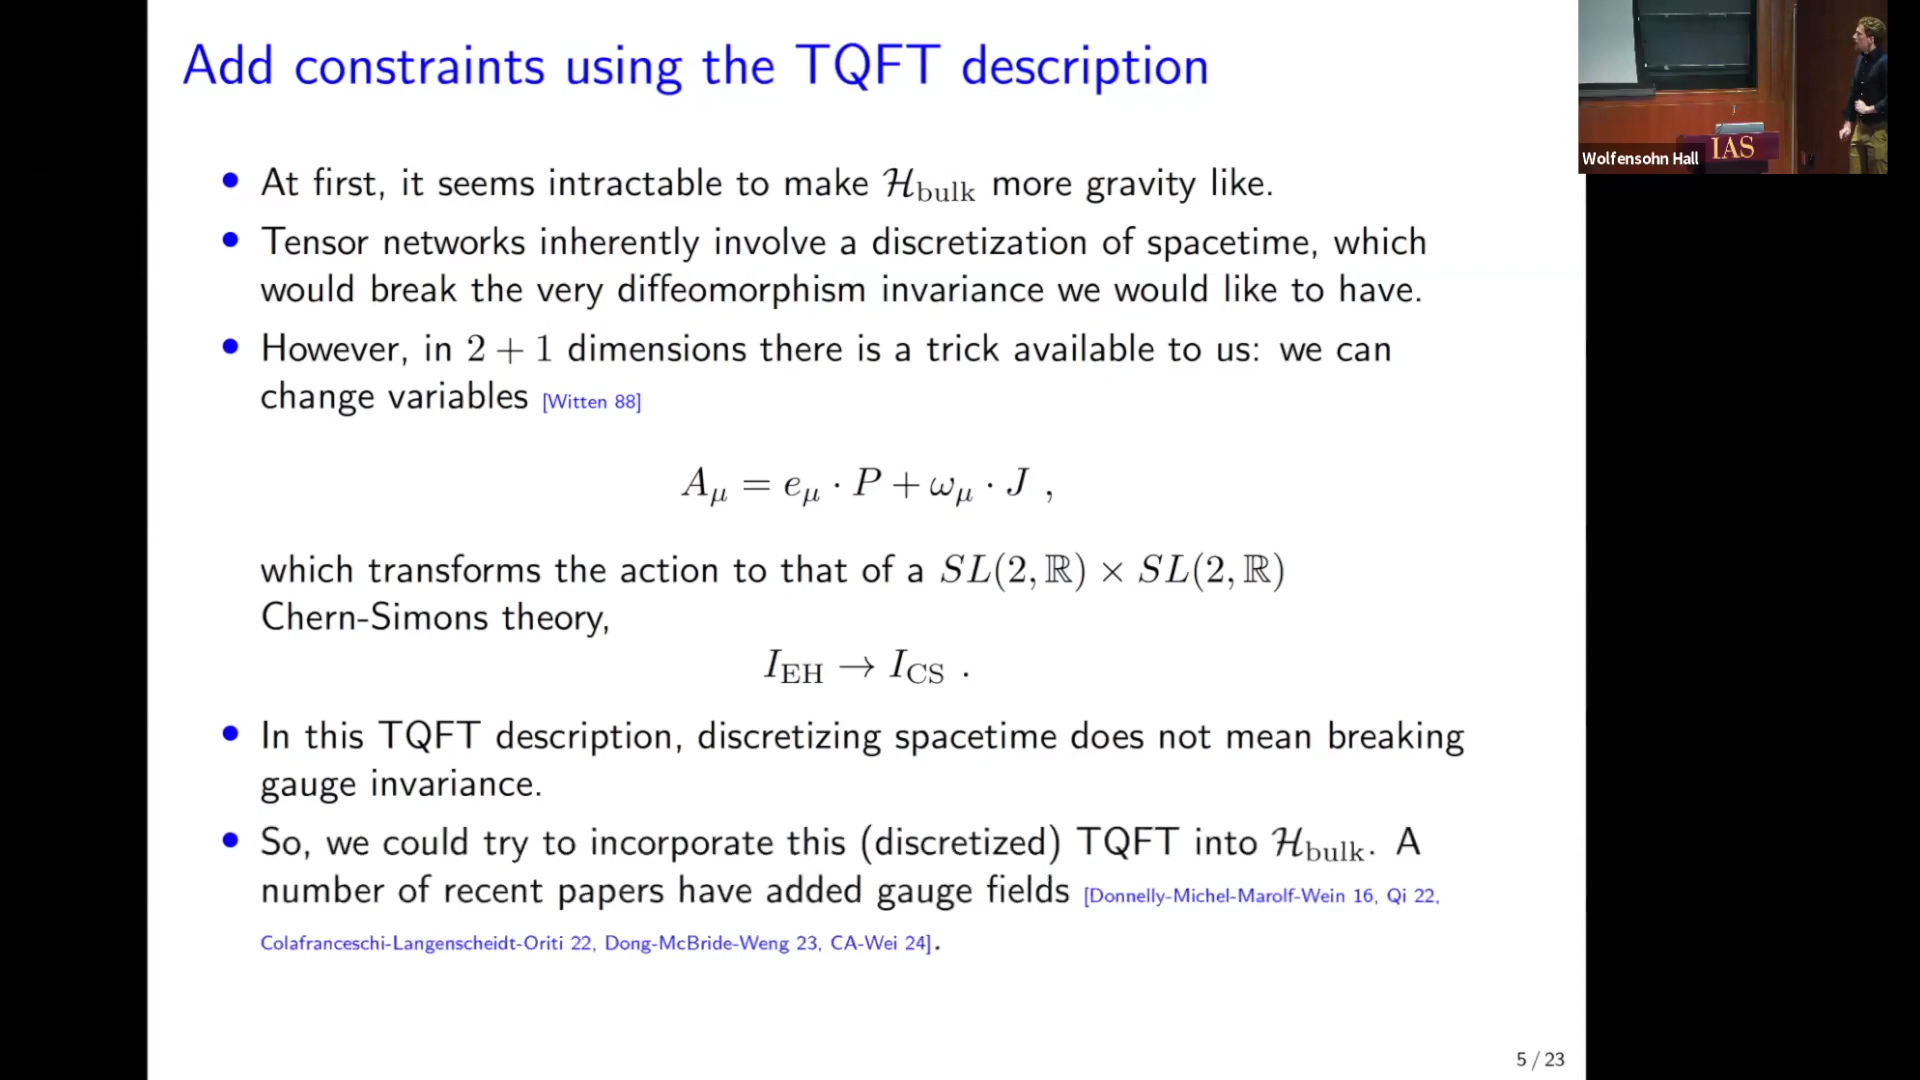 Add constraints using the TQFT description
• At first, it seems intractable to make ℋ_bulk more gravity like.
• Tensor networks inherently involve a discretization of spacetime, which
would break the very diffeomorphism invariance we would like to have.
• However, in 2 + 1 dimensions there is a trick available to us: we can
change variables [Witten 88]
A_μ = e_μ · P + ω_μ · J ,
which transforms the action to that of a SL(2, ℝ) × SL(2, ℝ)
Chern-Simons theory,
I_EH → I_CS .
• In this TQFT description, discretizing spacetime does not mean breaking
gauge invariance.
• So, we could try to incorporate this (discretized) TQFT into ℋ_bulk. A
number of recent papers have added gauge fields [Donnelly-Michel-Marolf-Wein 16, Qi 22,
Colafranceschi-Langenscheidt-Oriti 22, Dong-McBride-Weng 23, CA-Wei 24].
5 / 23
Wolfensohn Hall
IAS